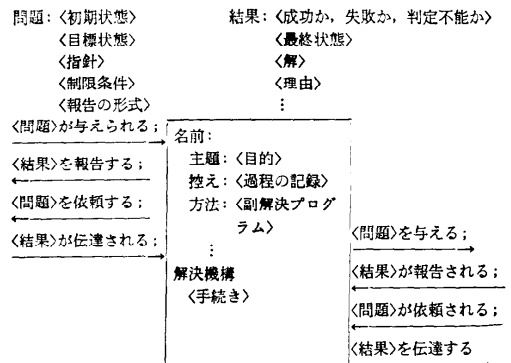 問題：〈初期状態〉
〈目標状態〉
〈指針〉
〈制限条件〉
〈報告の形式〉
結果：〈成功か，失敗か，判定不能か〉
〈最終状態〉
〈解〉
〈理由〉
⋮
〈問題〉が与えられる；
〈結果〉を報告する；
〈問題〉を依頼する；
〈結果〉が伝達される；
名前：
主題：〈目的〉
控え：〈過程の記録〉
方法：〈副解決プログ
ラム〉
⋮
解決機構
〈手続き〉
〈問題〉を与える；
〈結果〉が報告される；
〈問題〉が依頼される；
〈結果〉を伝達する